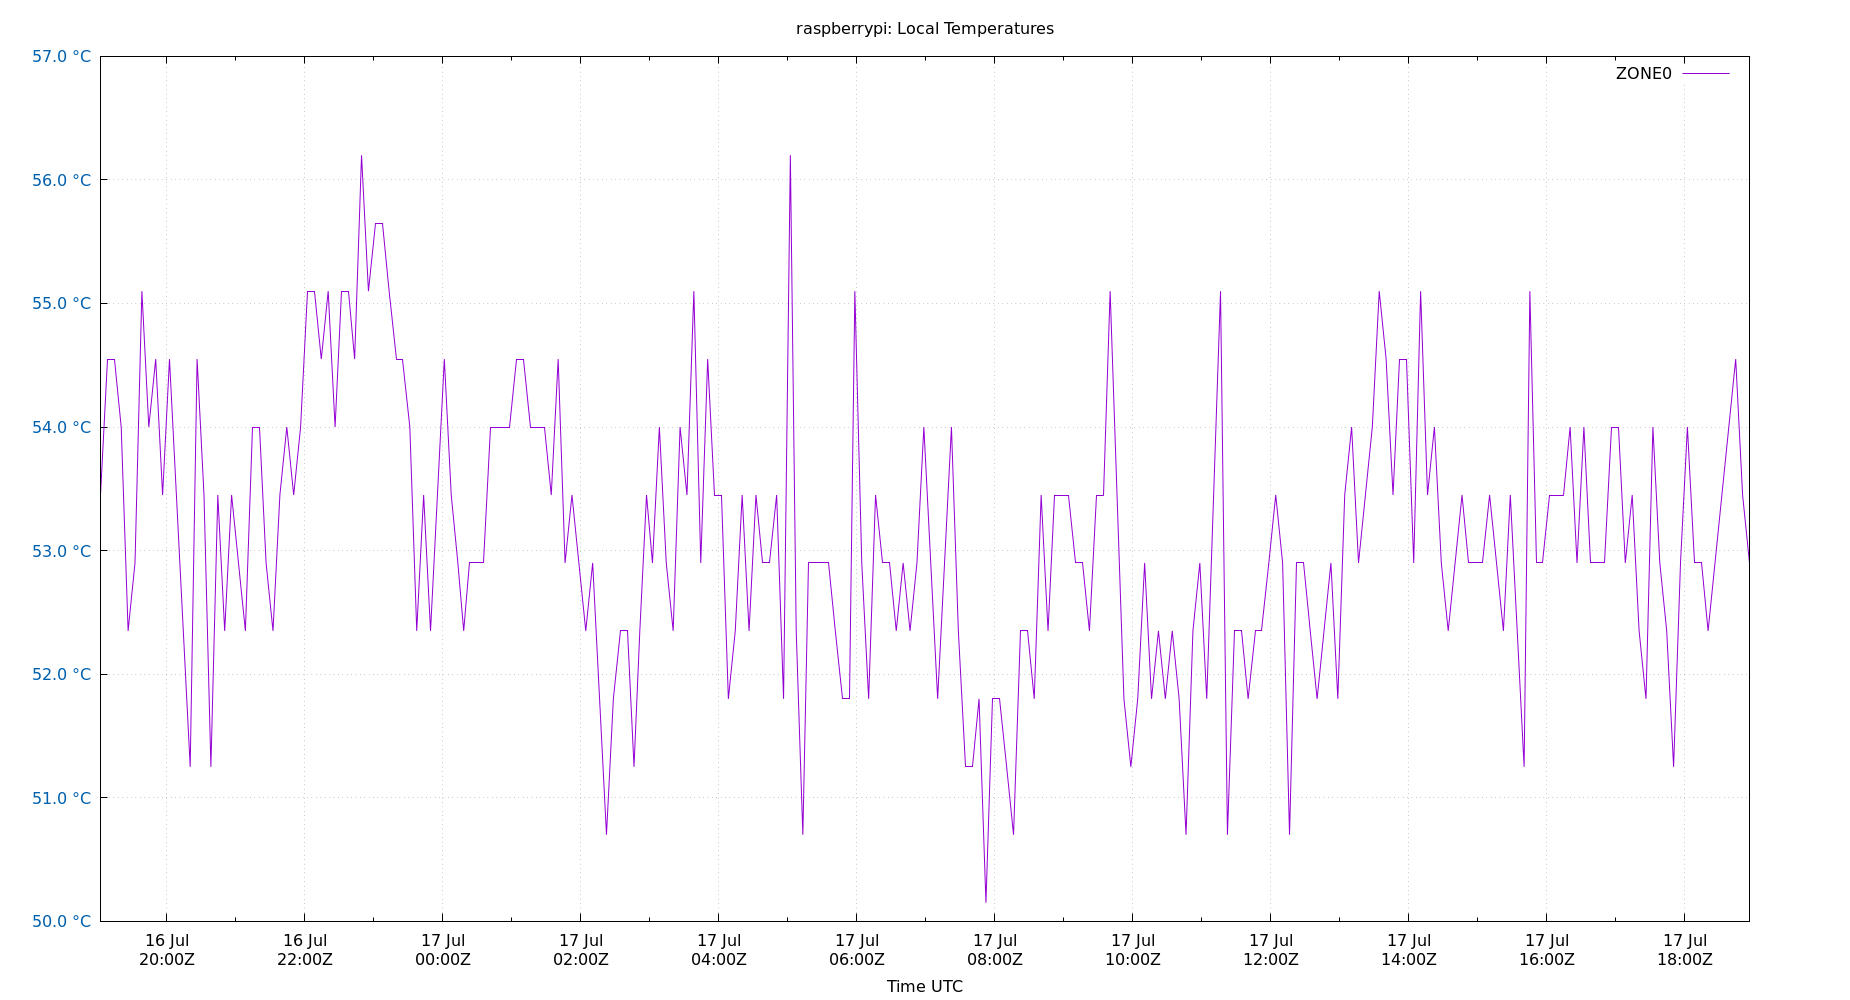 raspberrypi: Local Temperatures
57.0 °C
ZONE0
56.0 °C
55.0 °C
54.0 °C
53.0 °C
52.0 °C
51.0 °C
50.0 °C
16 Jul 16 Jul 17 Jul 17 Jul 17 Jul 17 Jul 17 Jul 17 Jul 17 Jul 17 Jul 17 Jul 17 Jul
20:00Z 22:00Z 00:00Z 02:00Z 04:00Z 06:00Z 08:00Z 10:00Z 12:00Z 14:00Z 16:00Z 18:00Z
Time UTC